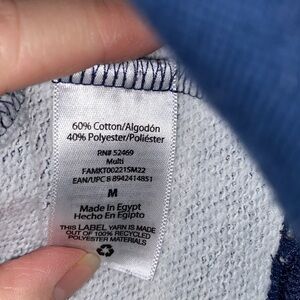 60% Cotton/Algodón
40% Polyester/Poliéster
RN# 52469
Multi
FAMKT00221SM22
EAN/UPC 8 8942414851
M
Made In Egypt
Hecho En Egipto
THIS LABEL YARN IS MADE
OUT OF 100% RECYCLED
POLYESTER MATERIALS